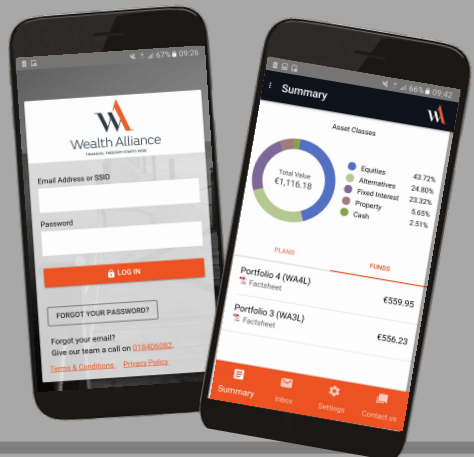 67% 09:26
WA
Wealth Alliance
FINANCIAL FREEDOM STARTS HERE
Email Address or SSID
Password
LOG IN
FORGOT YOUR PASSWORD?
Forgot your email?
Give our team a call on 018406082.
Terms & Conditions. Privacy Policy
66% 09:42
Summary
WA
Asset Classes
Total Value
€1,116.18
Equities 43.72%
Alternatives 24.80%
Fixed Interest 23.32%
Property 5.65%
Cash 2.51%
PLANS FUNDS
Portfolio 4 (WA4L) €559.95
Factsheet
Portfolio 3 (WA3L) €556.23
Factsheet
Summary Inbox Settings Contact us